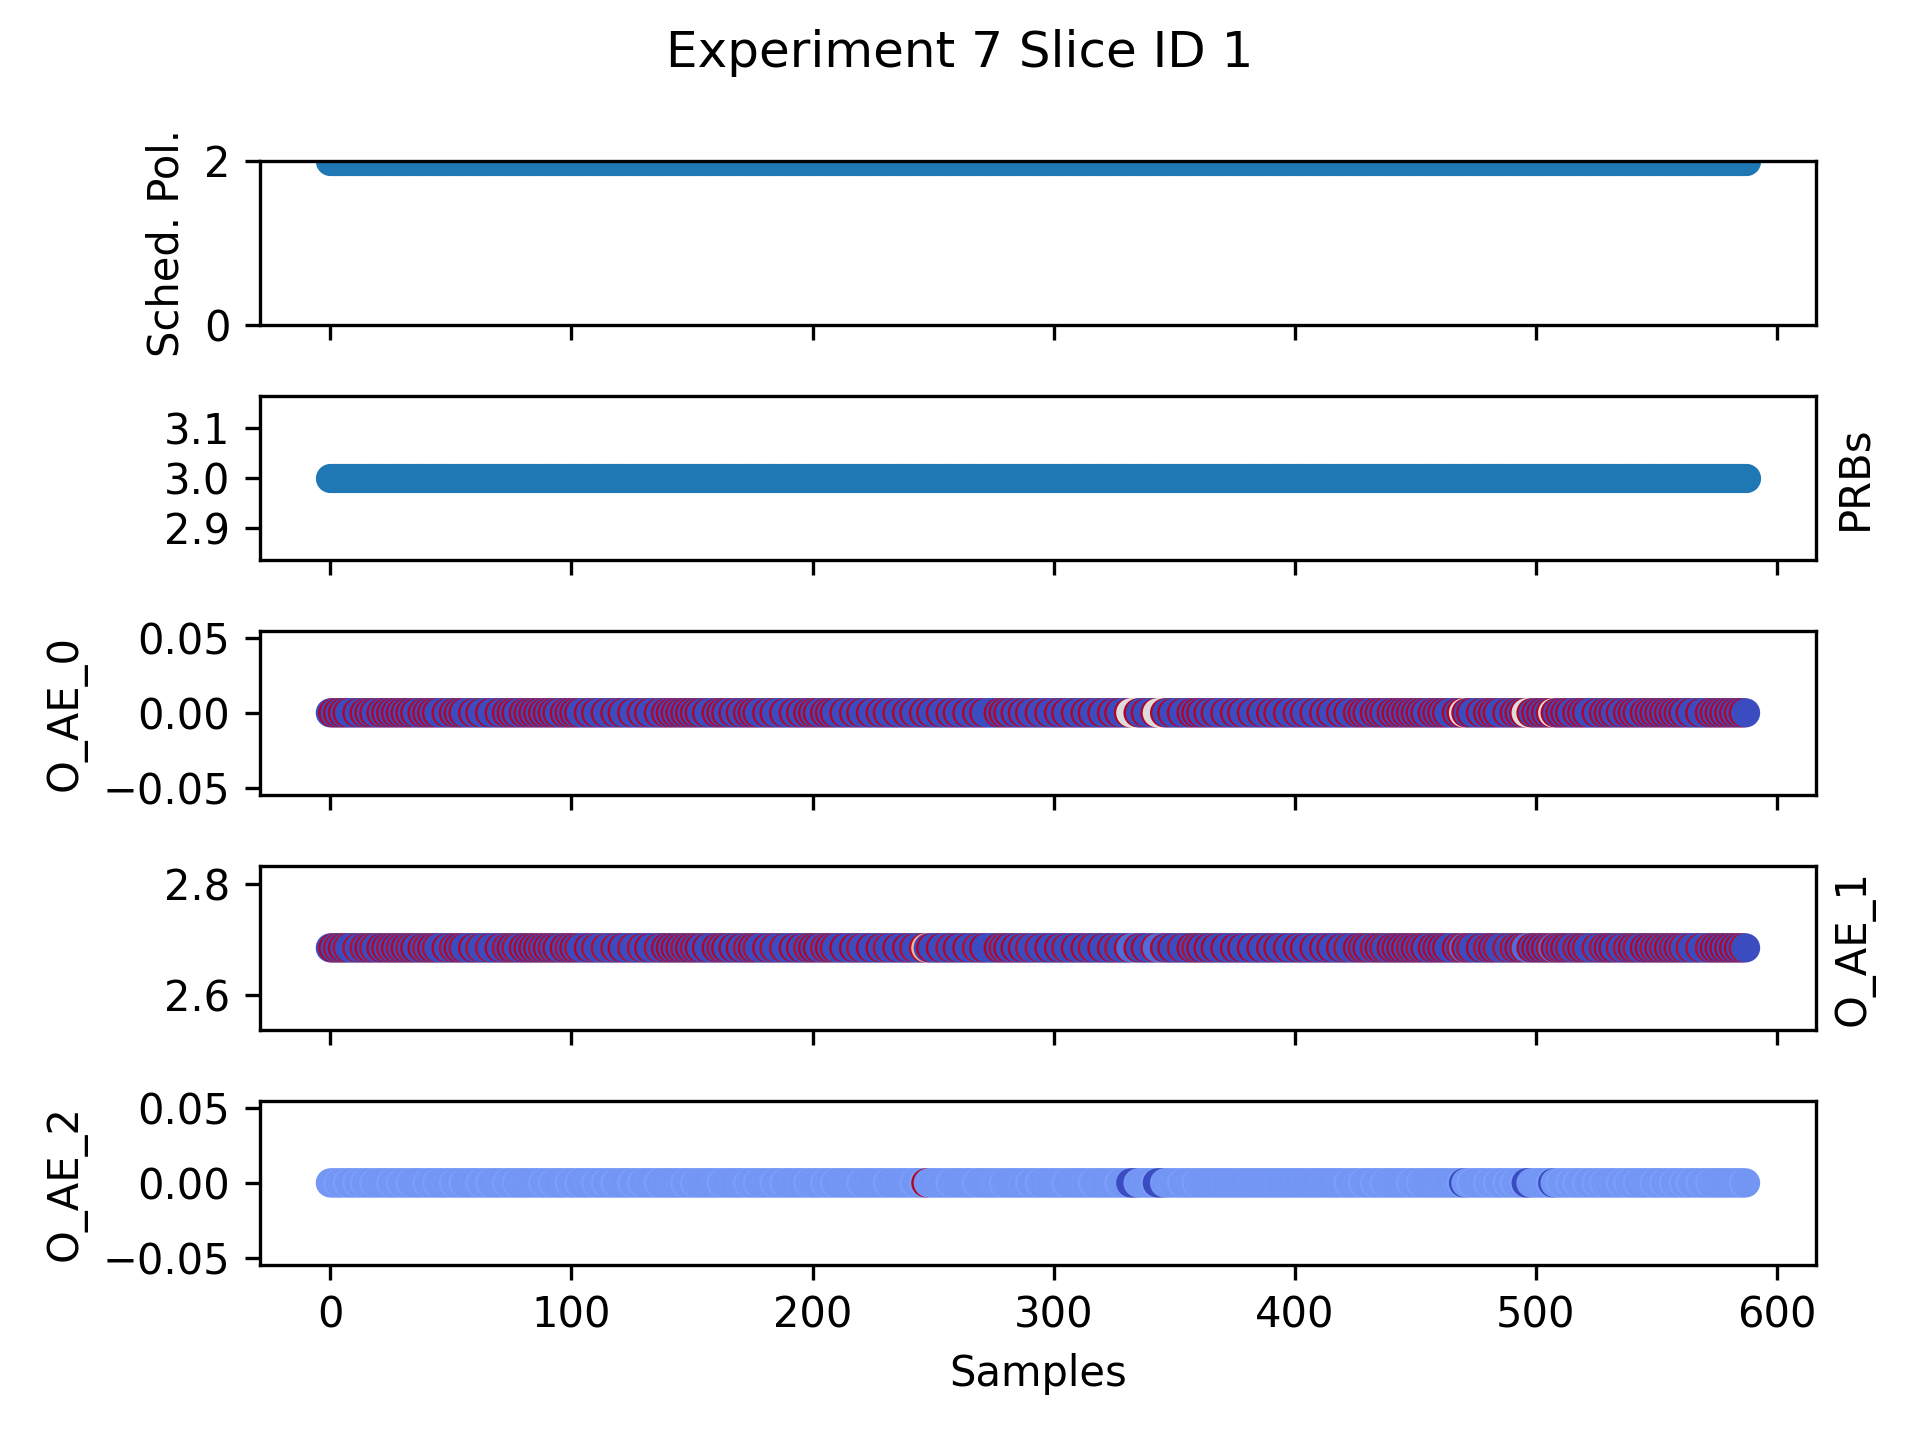 Experiment 7 Slice ID 1
Sched. Pol.
2
0
3.1
3.0
2.9
PRBs
O_AE_0
0.05
0.00
−0.05
2.8
2.6
O_AE_1
O_AE_2
0.05
0.00
−0.05
0 100 200 300 400 500 600
Samples